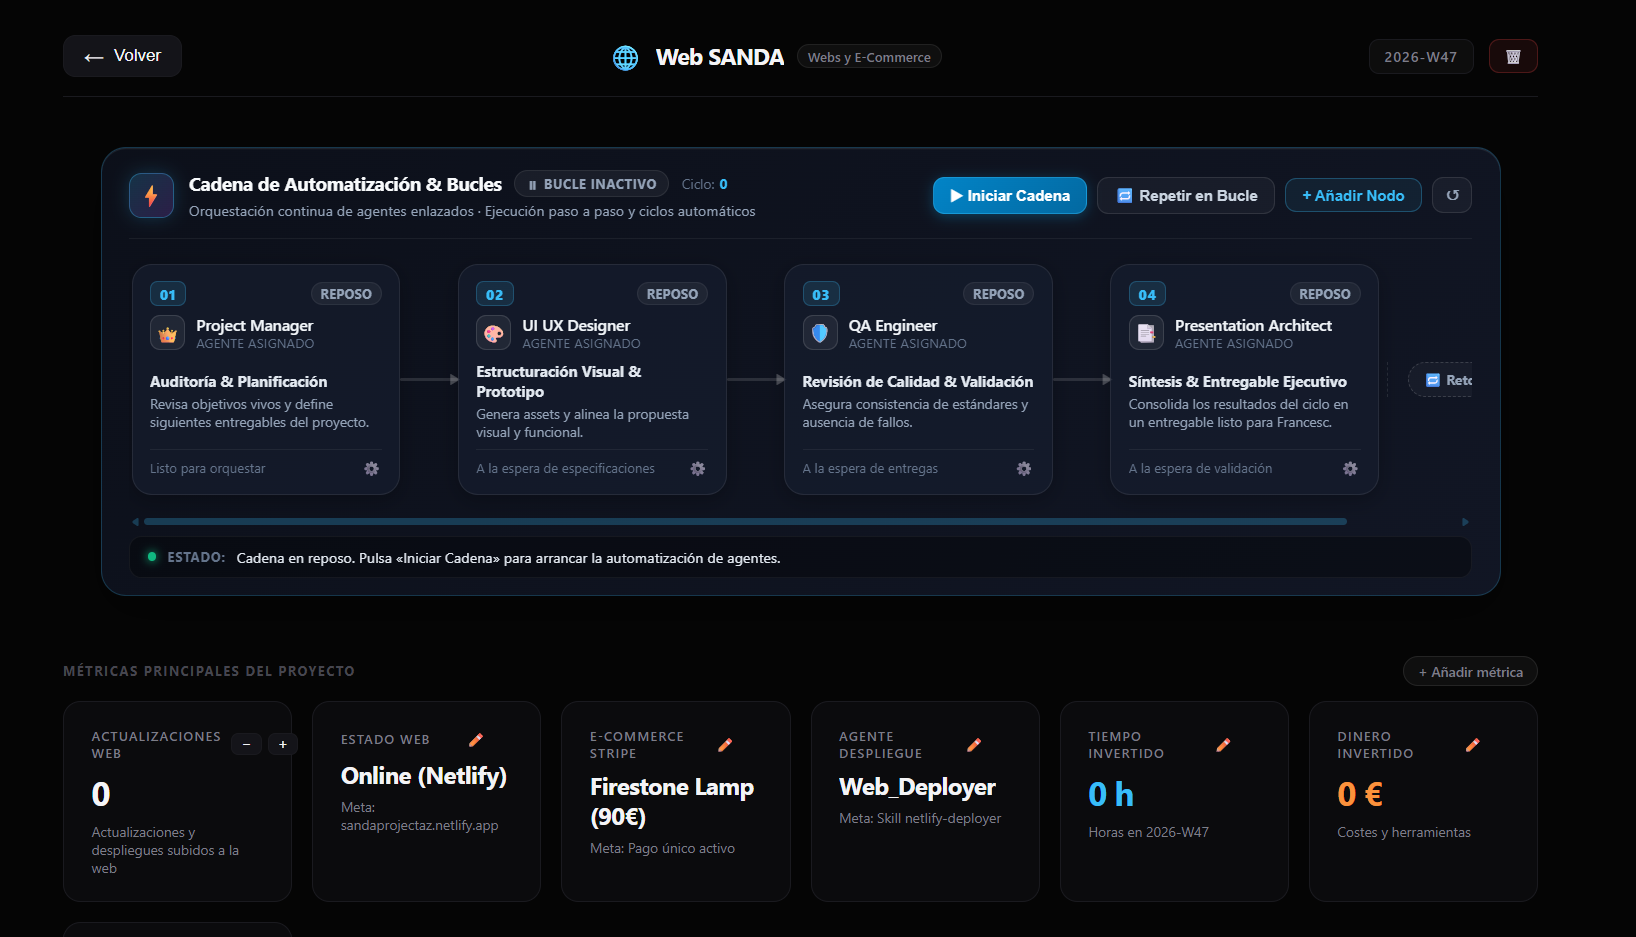 ← Volver
Web SANDA
Webs y E-Commerce
2026-W47
Cadena de Automatización & Bucles
BUCLE INACTIVO
Ciclo: 0
Orquestación continua de agentes enlazados · Ejecución paso a paso y ciclos automáticos
Iniciar Cadena
Repetir en Bucle
+ Añadir Nodo
01
REPOSO
Project Manager
AGENTE ASIGNADO
Auditoría & Planificación
Revisa objetivos vivos y define
siguientes entregables del proyecto.
Listo para orquestar
02
REPOSO
UI UX Designer
AGENTE ASIGNADO
Estructuración Visual &
Prototipo
Genera assets y alinea la propuesta
visual y funcional.
A la espera de especificaciones
03
REPOSO
QA Engineer
AGENTE ASIGNADO
Revisión de Calidad & Validación
Asegura consistencia de estándares y
ausencia de fallos.
A la espera de entregas
04
REPOSO
Presentation Architect
AGENTE ASIGNADO
Síntesis & Entregable Ejecutivo
Consolida los resultados del ciclo en
un entregable listo para Francesc.
A la espera de validación
ESTADO: Cadena en reposo. Pulsa «Iniciar Cadena» para arrancar la automatización de agentes.
MÉTRICAS PRINCIPALES DEL PROYECTO
+ Añadir métrica
ACTUALIZACIONES
WEB
−
+
0
Actualizaciones y
despliegues subidos a la
web
ESTADO WEB
Online (Netlify)
Meta:
sandaprojectaz.netlify.app
E-COMMERCE
STRIPE
Firestone Lamp
(90€)
Meta: Pago único activo
AGENTE
DESPLIEGUE
Web_Deployer
Meta: Skill netlify-deployer
TIEMPO
INVERTIDO
0 h
Horas en 2026-W47
DINERO
INVERTIDO
0 €
Costes y herramientas